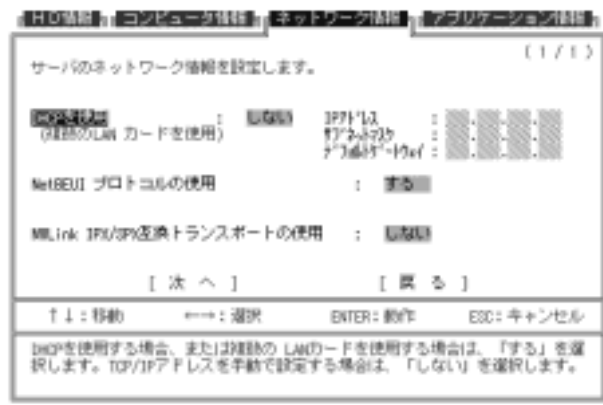 HD情報 コンピュータ情報 ネットワーク情報 アプリケーション情報
(1/1)
サーバのネットワーク情報を設定します。
DHCPを使用 : しない IPアドレス :
(複数のLAN カードを使用) サブネットマスク :
デフォルトゲートウェイ :
NetBEUI プロトコルの使用 : する
NWLink IPX/SPX互換トランスポートの使用 : しない
[ 次 へ ] [ 戻 る ]
↑↓:移動 ←→:選択 ENTER:動作 ESC:キャンセル
DHCPを使用する場合、または複数の LANカードを使用する場合は、「する」を選
択します。TCP/IPアドレスを手動で設定する場合は、「しない」を選択します。